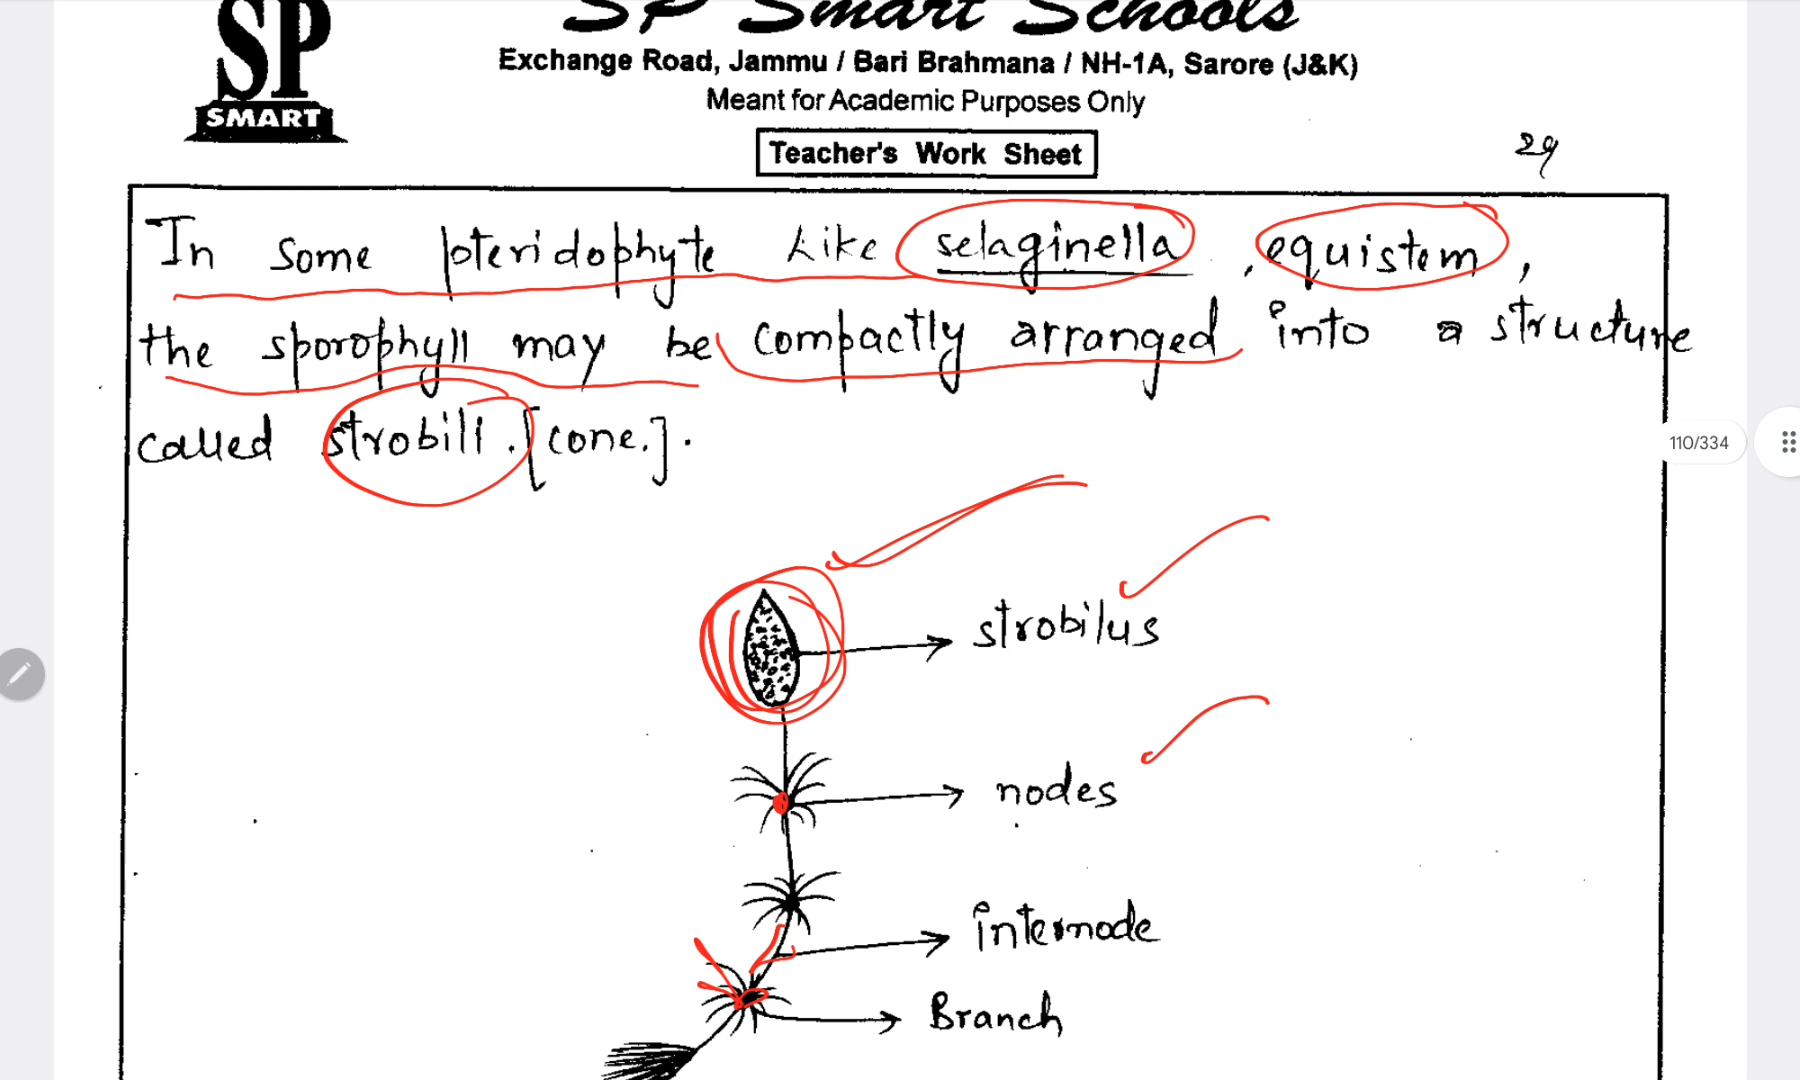 SP Smart Schools
SP
SMART
Exchange Road, Jammu / Bari Brahmana / NH-1A, Sarore (J&K)
Meant for Academic Purposes Only
Teacher's Work Sheet
29
In some pteridophyte Like selaginella, equistem,
the sporophyll may be compactly arranged into a structure
called strobili. [cone.].
110/334
strobilus
nodes
internode
Branch